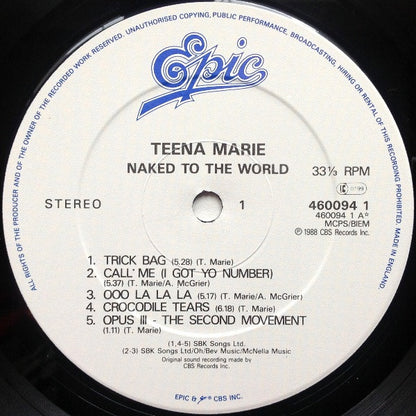 ALL RIGHTS OF THE PRODUCER AND OF THE OWNER OF THE RECORDED WORK RESERVED. UNAUTHORISED COPYING, PUBLIC PERFORMANCE, BROADCASTING, HIRING OR RENTAL OF THIS RECORDING PROHIBITED. MADE IN ENGLAND.
Epic
TEENA MARIE
NAKED TO THE WORLD
33⅓ RPM
STEREO
1
460094 1
460094 1 Aº
MCPS/BIEM
℗ 1988 CBS Records Inc.
1. TRICK BAG (5.28) (T. Marie)
2. CALL ME (I GOT YO NUMBER)
(5.37) (T. Marie/A. McGrier)
3. OOO LA LA LA (5.17) (T. Marie/A. McGrier)
4. CROCODILE TEARS (6.18) (T. Marie)
5. OPUS III - THE SECOND MOVEMENT
(1.11) (T. Marie)
(1,4-5) SBK Songs Ltd.
(2-3) SBK Songs Ltd/Oh/Bev Music/McNella Music
Original sound recording made by
CBS Records Inc.
EPIC & CBS INC.